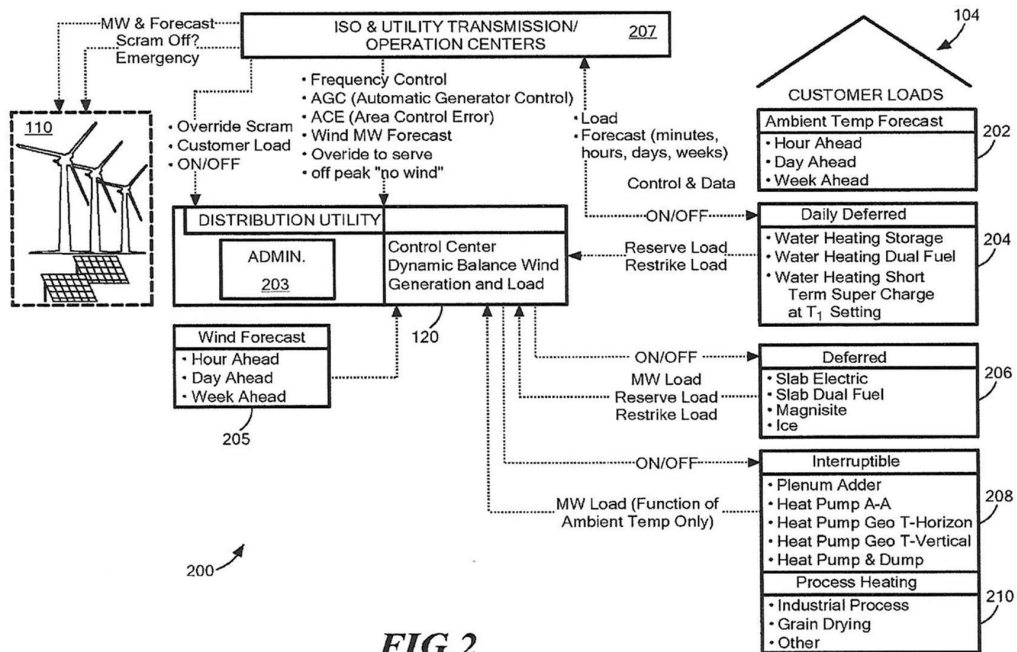 MW & Forecast
Scram Off?
Emergency
ISO & UTILITY TRANSMISSION/
OPERATION CENTERS
207
104
110
• Override Scram
• Customer Load
• ON/OFF
• Frequency Control
• AGC (Automatic Generator Control)
• ACE (Area Control Error)
• Wind MW Forecast
• Overide to serve
• off peak "no wind"
• Load
• Forecast (minutes,
hours, days, weeks)
Control & Data
CUSTOMER LOADS
Ambient Temp Forecast
• Hour Ahead
• Day Ahead
• Week Ahead
202
DISTRIBUTION UTILITY
ADMIN.
203
Control Center
Dynamic Balance Wind
Generation and Load
120
ON/OFF
Reserve Load
Restrike Load
Daily Deferred
• Water Heating Storage
• Water Heating Dual Fuel
• Water Heating Short
Term Super Charge
at T1 Setting
204
Wind Forecast
• Hour Ahead
• Day Ahead
• Week Ahead
205
ON/OFF
MW Load
Reserve Load
Restrike Load
Deferred
• Slab Electric
• Slab Dual Fuel
• Magnisite
• Ice
206
ON/OFF
MW Load (Function of
Ambient Temp Only)
Interruptible
• Plenum Adder
• Heat Pump A-A
• Heat Pump Geo T-Horizon
• Heat Pump Geo T-Vertical
• Heat Pump & Dump
208
Process Heating
• Industrial Process
• Grain Drying
• Other
210
200
FIG 2